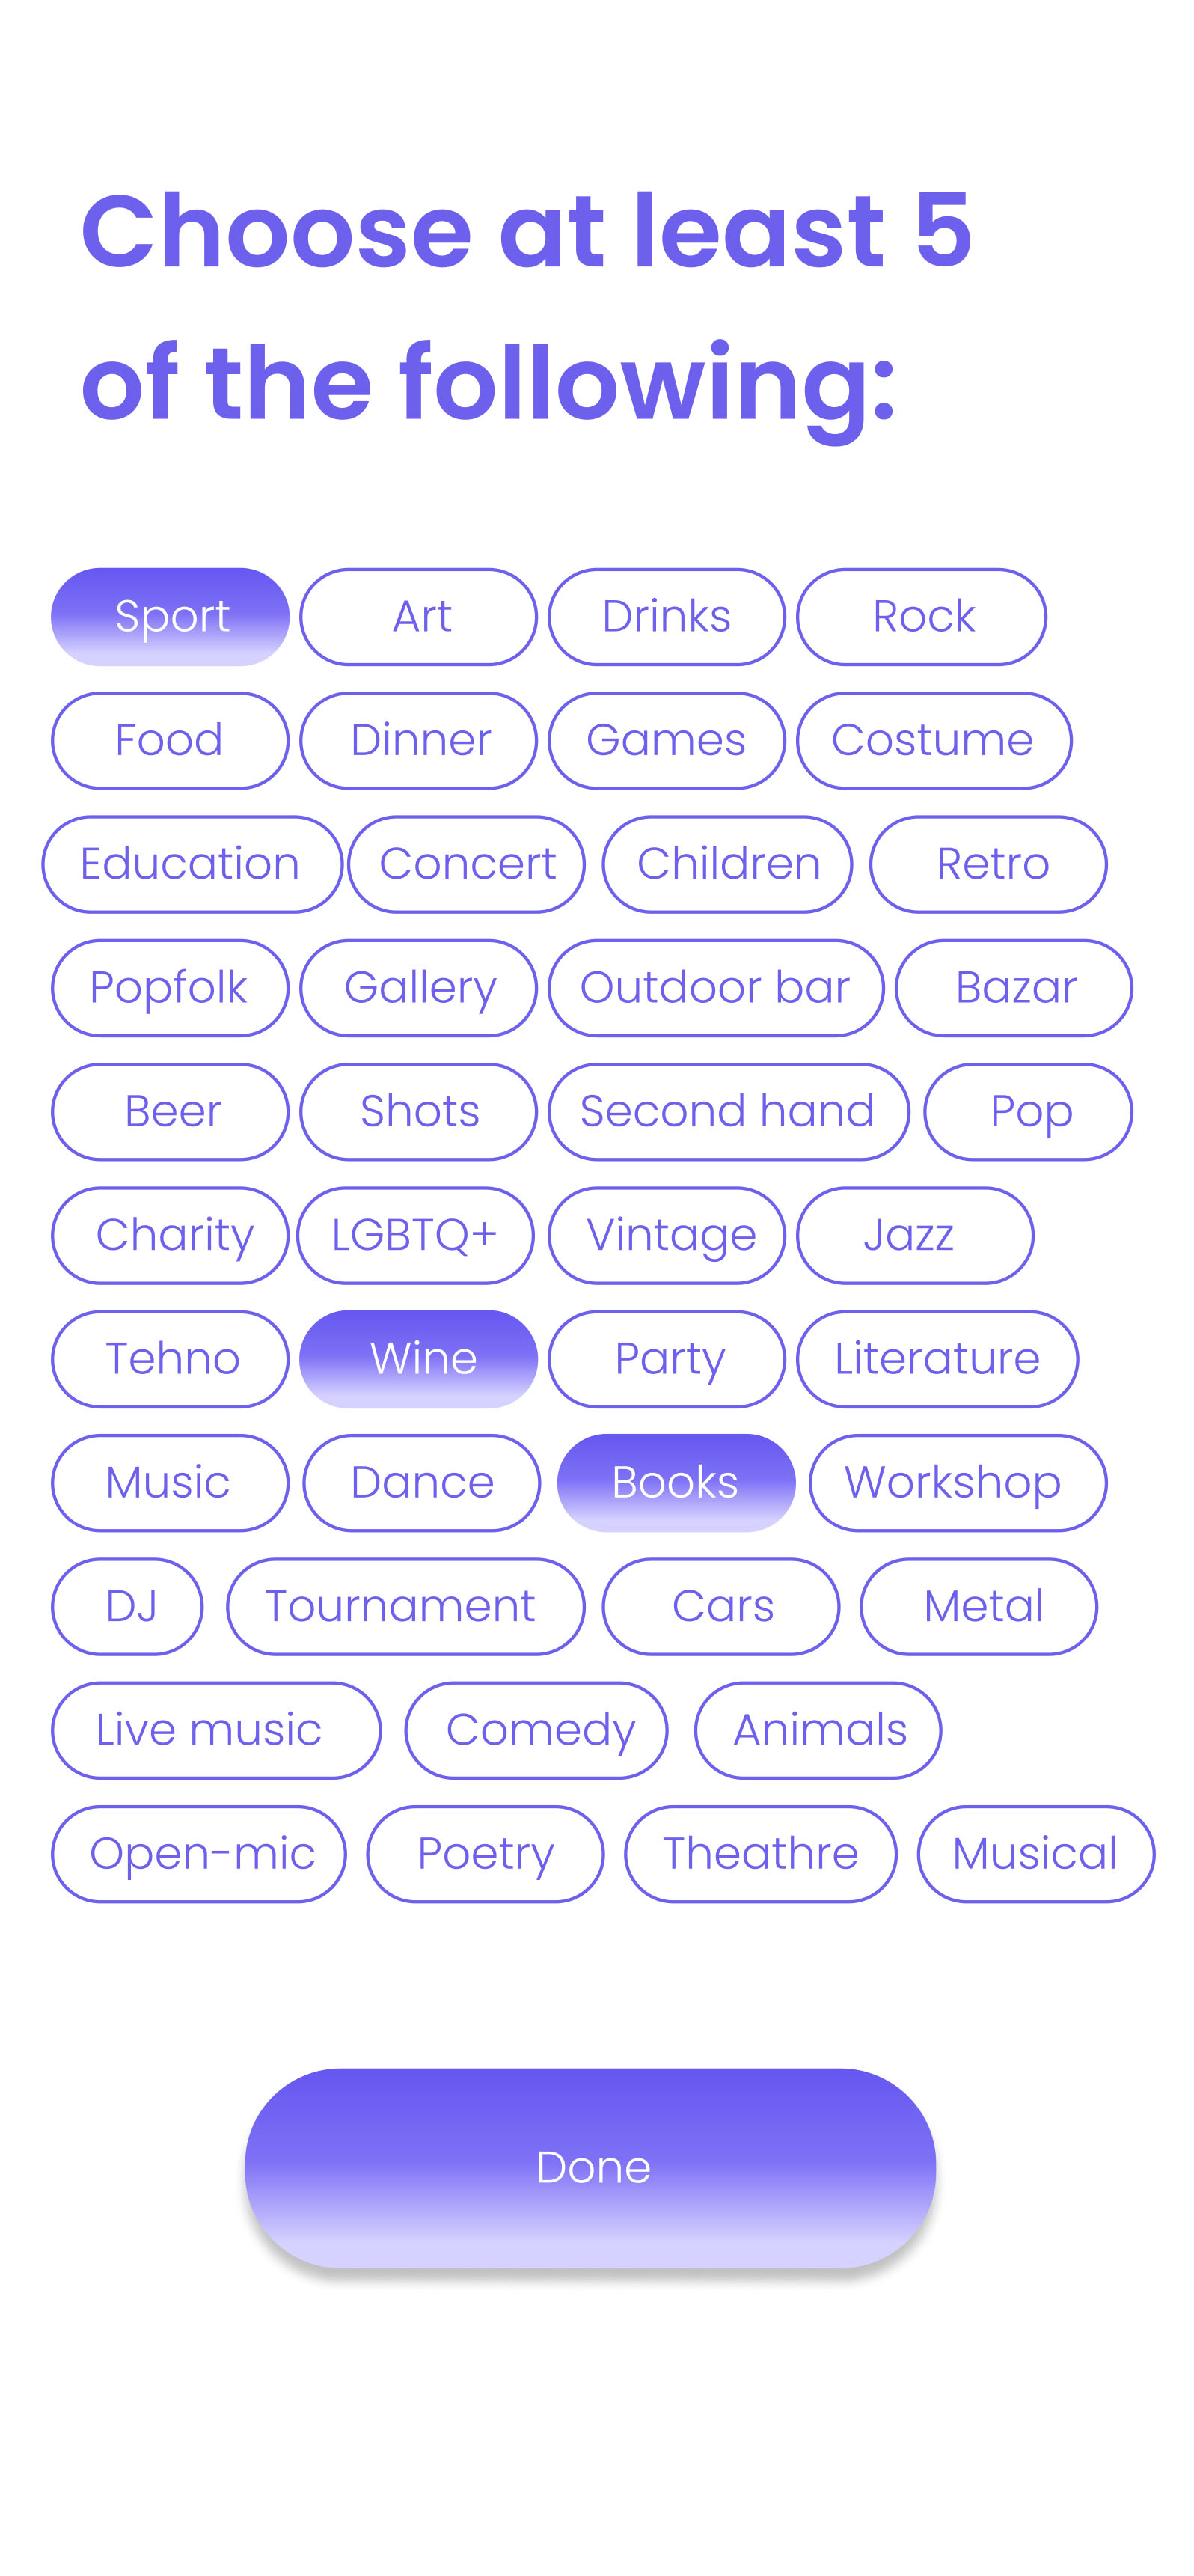 Choose at least 5
of the following:
Sport Art Drinks Rock
Food Dinner Games Costume
Education Concert Children Retro
Popfolk Gallery Outdoor bar Bazar
Beer Shots Second hand Pop
Charity LGBTQ+ Vintage Jazz
Tehno Wine Party Literature
Music Dance Books Workshop
DJ Tournament Cars Metal
Live music Comedy Animals
Open-mic Poetry Theathre Musical
Done